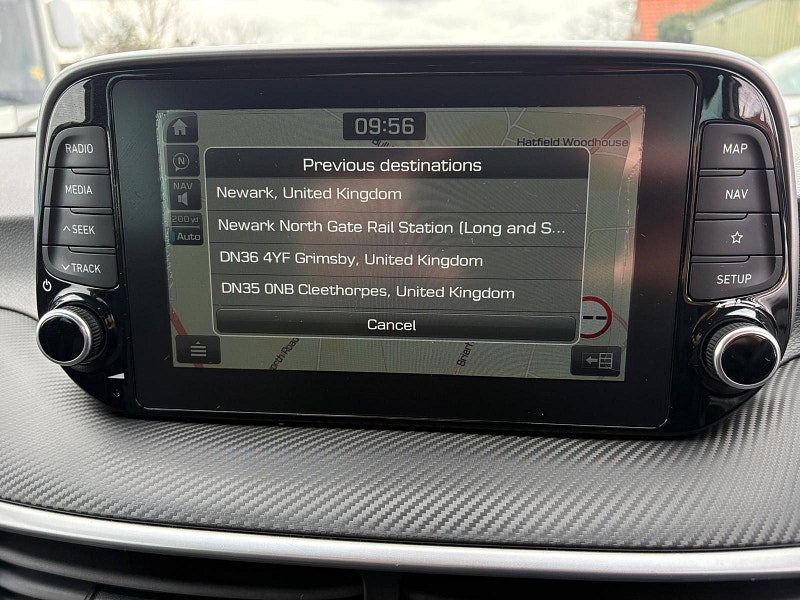 09:56
Hatfield Woodhouse
Previous destinations
Newark, United Kingdom
Newark North Gate Rail Station (Long and S...
DN36 4YF Grimsby, United Kingdom
DN35 0NB Cleethorpes, United Kingdom
Cancel
RADIO
MEDIA
SEEK
TRACK
N
NAV
200 yd
Auto
MAP
NAV
SETUP
orth Road